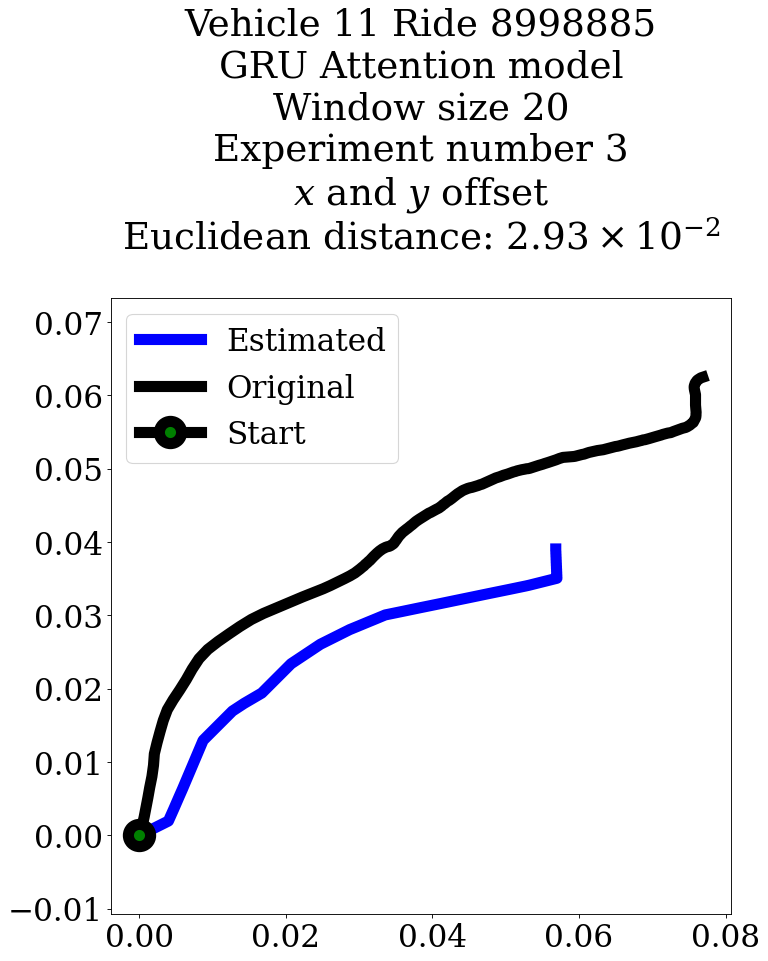 Vehicle 11 Ride 8998885
GRU Attention model
Window size 20
Experiment number 3
x and y offset
Euclidean distance: 2.93 × 10⁻²
Estimated
Original
Start
0.07
0.06
0.05
0.04
0.03
0.02
0.01
0.00
−0.01
0.00 0.02 0.04 0.06 0.08